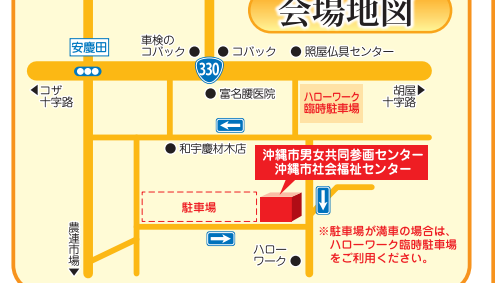 会場地図
安慶田
車検の
コバック
コバック
照屋仏具センター
330
コザ
十字路
富名腰医院
ハローワーク
臨時駐車場
胡屋
十字路
和宇慶材木店
沖縄市男女共同参画センター
沖縄市社会福祉センター
駐車場
農連市場
ハロー
ワーク
※駐車場が満車の場合は、
ハローワーク臨時駐車場
をご利用ください。